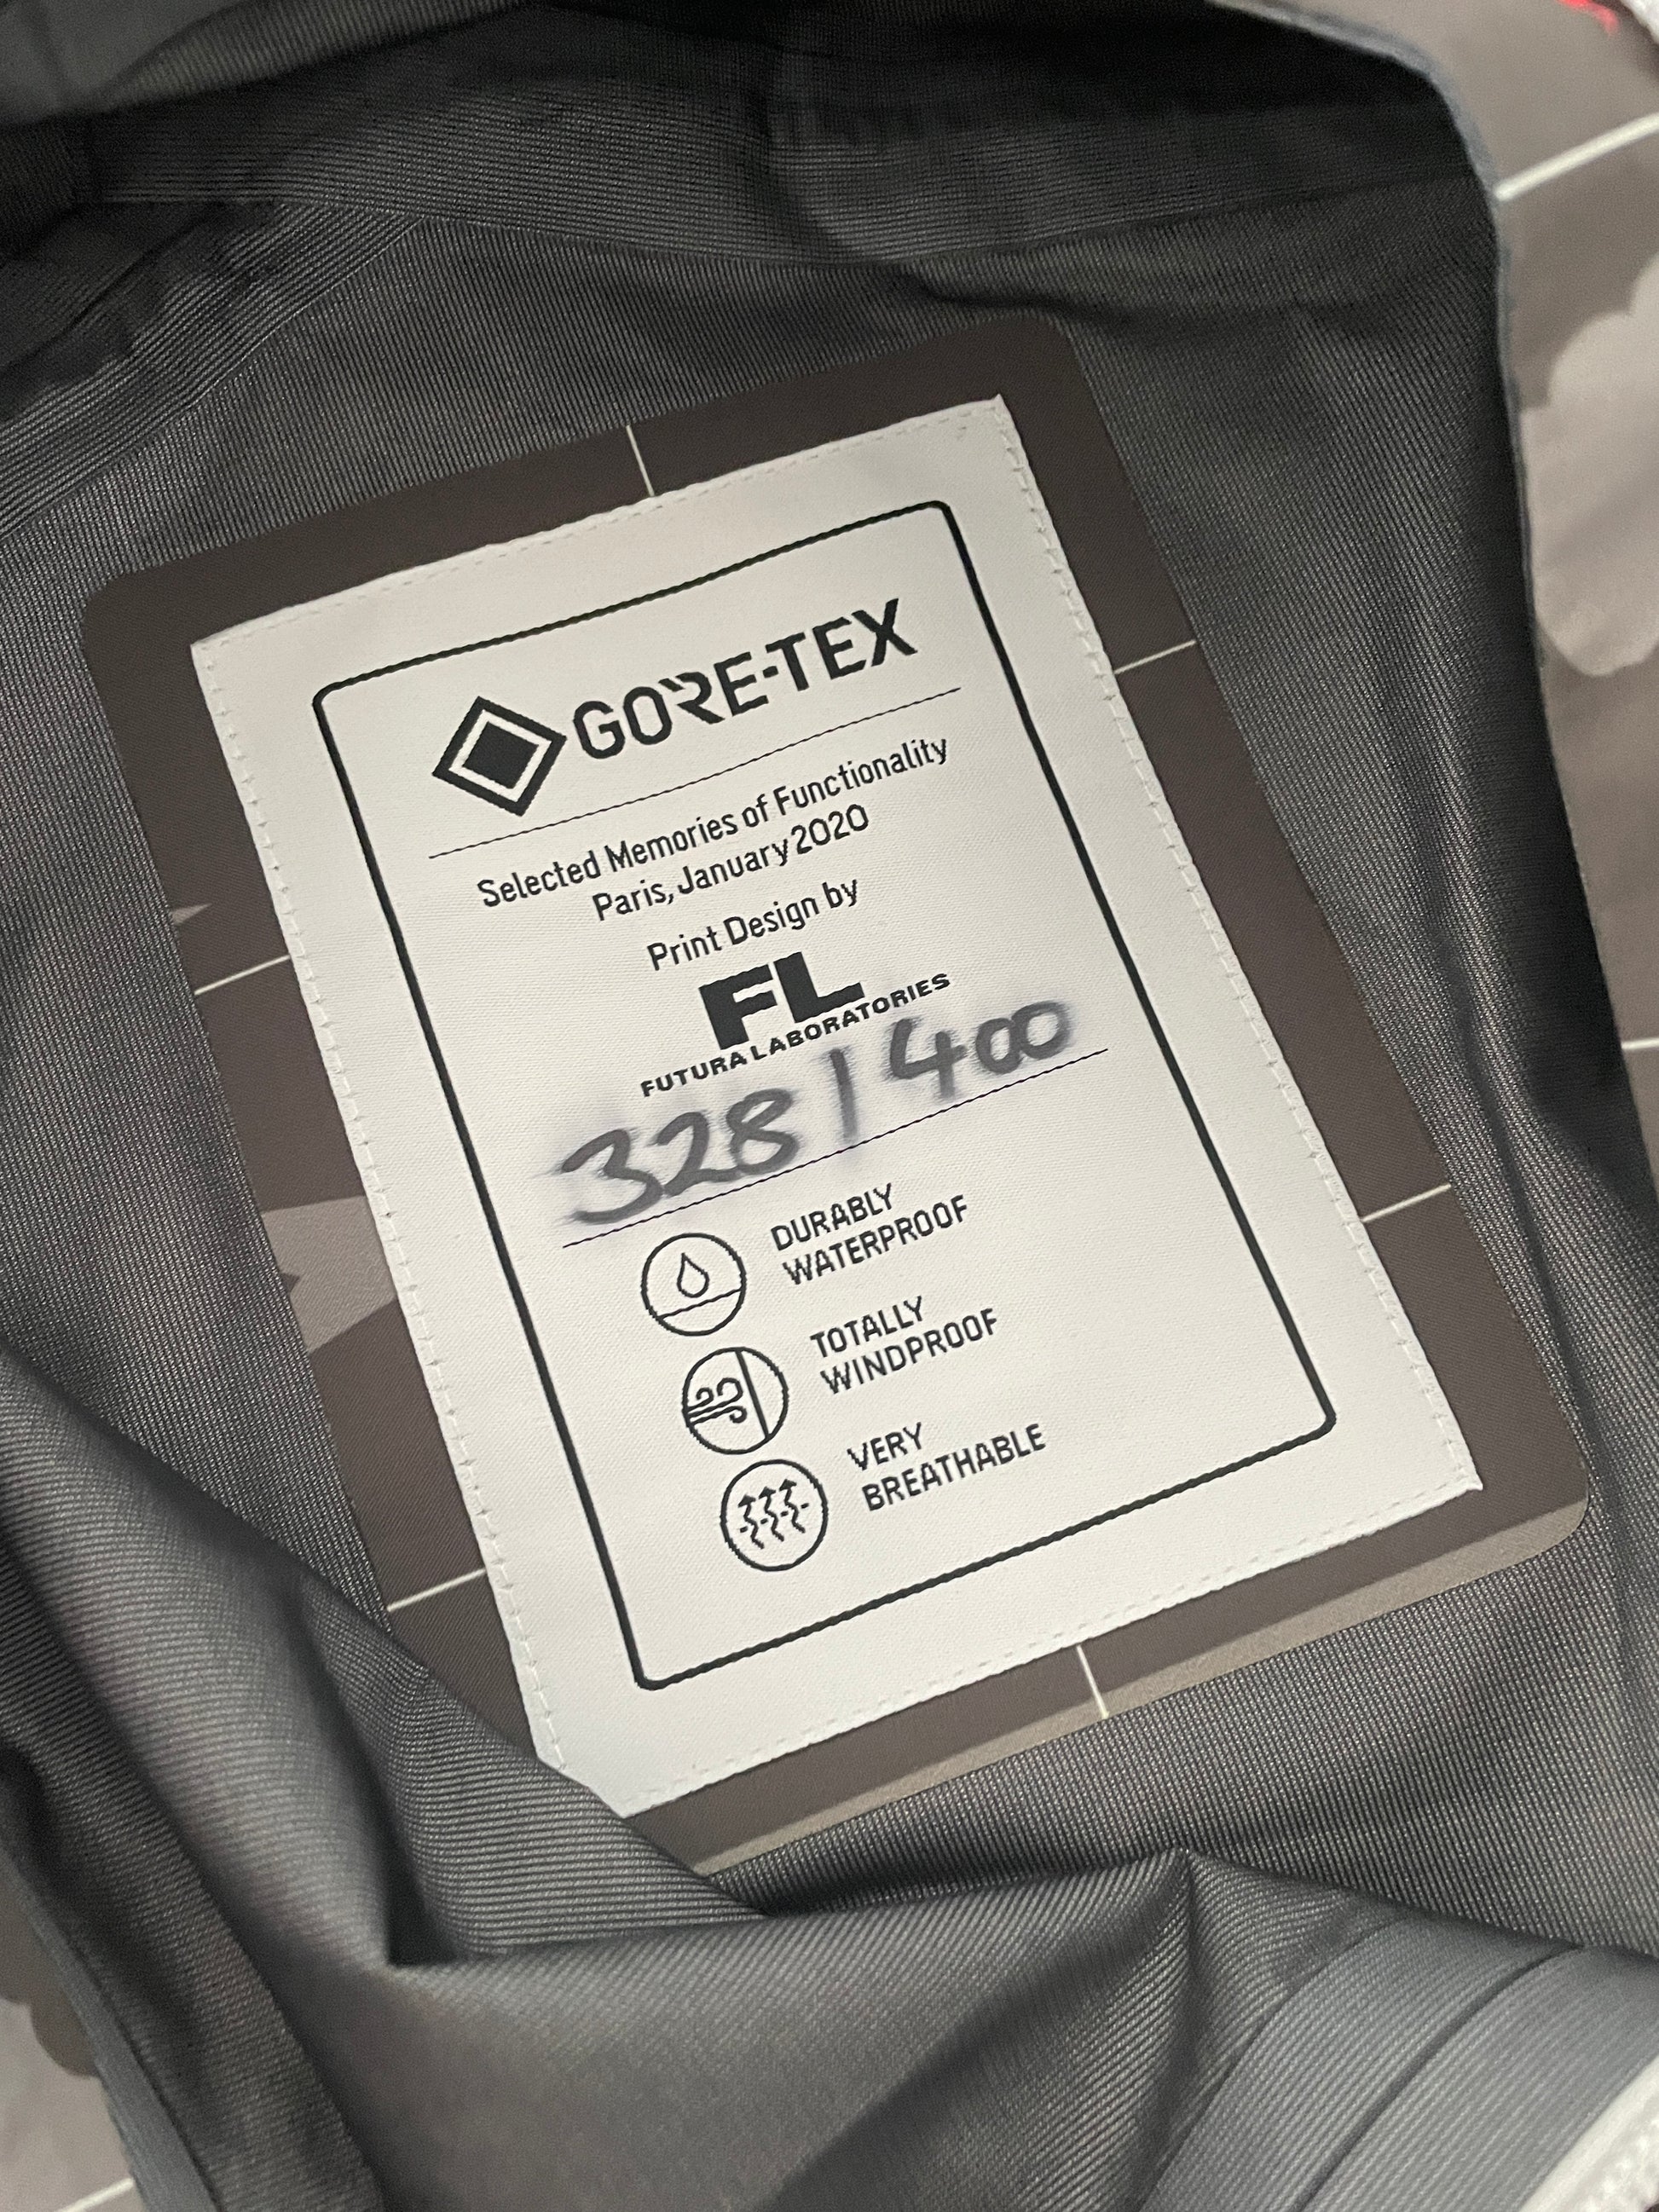 GORE-TEX
Selected Memories of Functionality
Paris, January 2020
Print Design by
FL
FUTURA LABORATORIES
328/400
DURABLY
WATERPROOF
TOTALLY
WINDPROOF
VERY
BREATHABLE